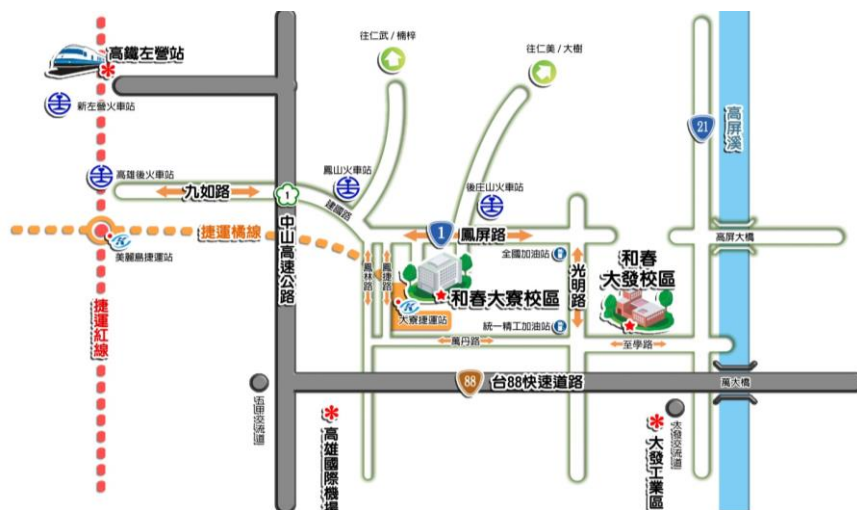 往仁武 / 楠梓
往仁美 / 大樹
高鐵左營站
新左營火車站
21
高屏溪
高雄後火車站
九如路
1
鳳山火車站
建國路
後庄山火車站
捷運橘線
中山高速公路
1
鳳屏路
高屏大橋
美麗島捷運站
全國加油站
光明路
和春
大發校區
鳳林路
鳳捷路
和春大寮校區
大寮捷運站
統一精工加油站
捷運紅線
萬丹路
至學路
88
台88快速道路
萬大橋
五甲交流道
高雄國際機場
大發工業區
大發交流道